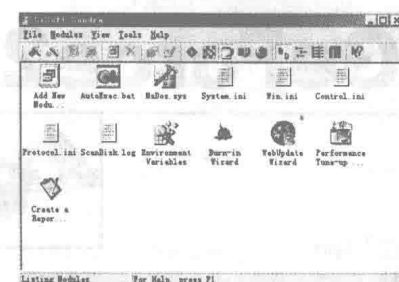 SiSoft Sandra
File Modules View Tools Help
Add New Modu...
AutoExec.bat
MsDos.sys
System.ini
Win.ini
Control.ini
Protocol.ini
ScanDisk.log
Environment Variables
Burn-in Wizard
WebUpdate Wizard
Performance Tune-up ...
Create a Repor...
Listing Modules
For Help, press F1